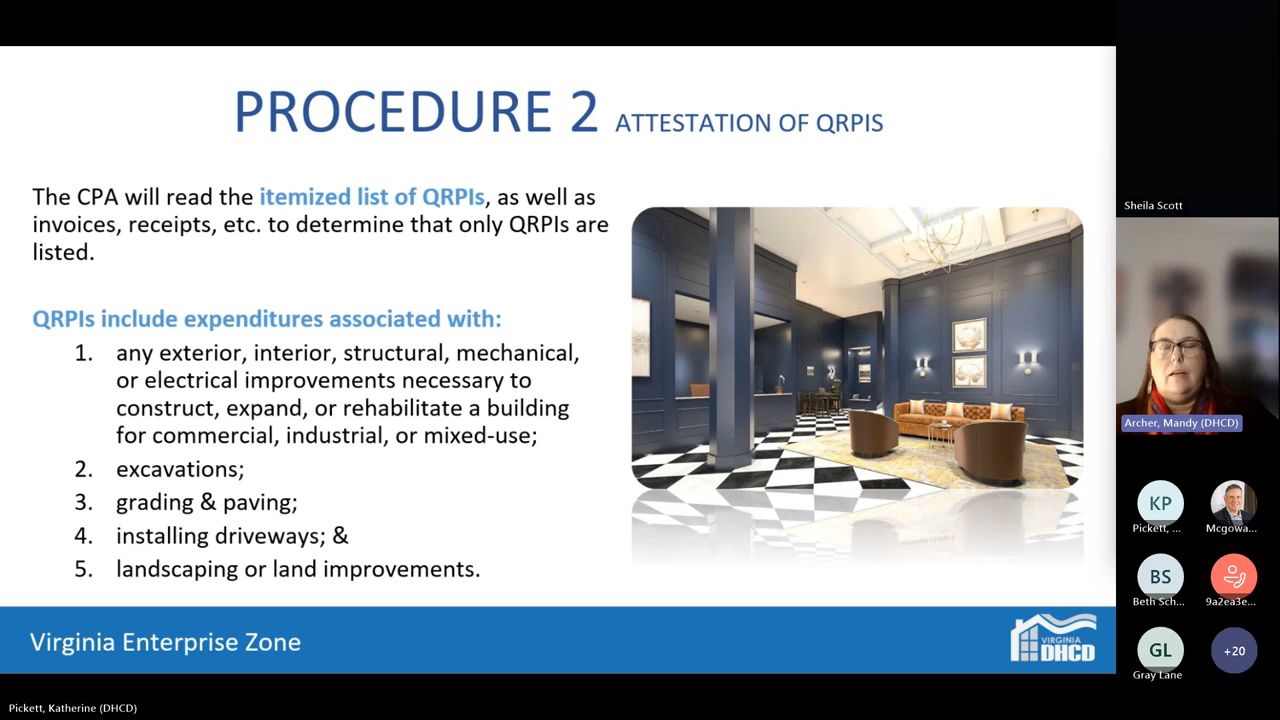 PROCEDURE 2 ATTESTATION OF QRPIS
The CPA will read the itemized list of QRPIs, as well as
invoices, receipts, etc. to determine that only QRPIs are
listed.
QRPIs include expenditures associated with:
1. any exterior, interior, structural, mechanical,
or electrical improvements necessary to
construct, expand, or rehabilitate a building
for commercial, industrial, or mixed-use;
2. excavations;
3. grading & paving;
4. installing driveways; &
5. landscaping or land improvements.
Virginia Enterprise Zone
VIRGINIA
DHCD
Sheila Scott
Archer, Mandy (DHCD)
KP
Pickett, ...
Mcgowa...
BS
Beth Sch...
9a2ea3e...
GL
Gray Lane
+20
Pickett, Katherine (DHCD)